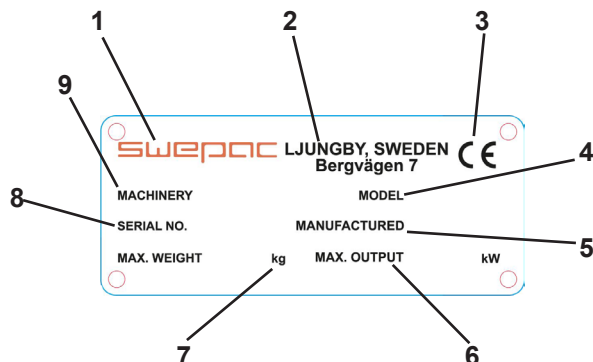 1 2 3
9
swepac LJUNGBY, SWEDEN CE
Bergvägen 7
4
MACHINERY MODEL
8
SERIAL NO. MANUFACTURED
5
MAX. WEIGHT kg MAX. OUTPUT kW
7 6